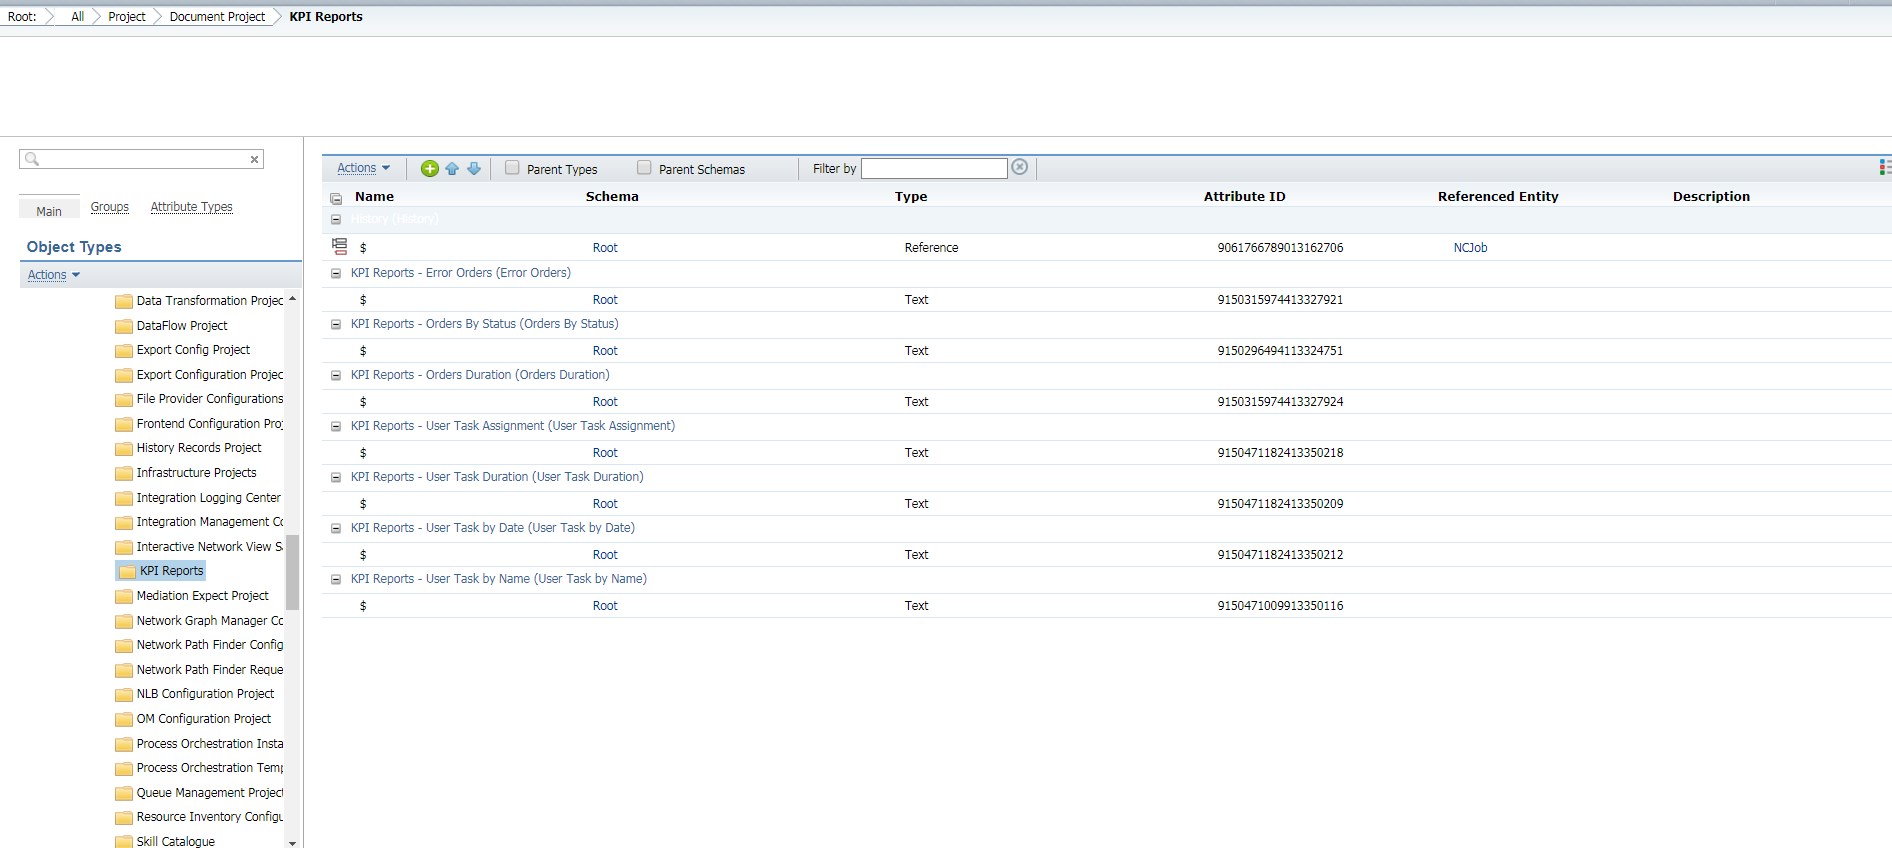 Root: All Project Document Project KPI Reports
Main Groups Attribute Types
Object Types
Actions
Data Transformation Projec
DataFlow Project
Export Config Project
Export Configuration Projec
File Provider Configurations
Frontend Configuration Proj
History Records Project
Infrastructure Projects
Integration Logging Center
Integration Management Co
Interactive Network View Sa
KPI Reports
Mediation Expect Project
Network Graph Manager Co
Network Path Finder Config
Network Path Finder Reque
NLB Configuration Project
OM Configuration Project
Process Orchestration Insta
Process Orchestration Temp
Queue Management Project
Resource Inventory Configu
Skill Catalogue
Actions Parent Types Parent Schemas Filter by
Name Schema Type Attribute ID Referenced Entity Description
History (History)
$ Root Reference 9061766789013162706 NCJob
KPI Reports - Error Orders (Error Orders)
$ Root Text 9150315974413327921
KPI Reports - Orders By Status (Orders By Status)
$ Root Text 9150296494113324751
KPI Reports - Orders Duration (Orders Duration)
$ Root Text 9150315974413327924
KPI Reports - User Task Assignment (User Task Assignment)
$ Root Text 9150471182413350218
KPI Reports - User Task Duration (User Task Duration)
$ Root Text 9150471182413350209
KPI Reports - User Task by Date (User Task by Date)
$ Root Text 9150471182413350212
KPI Reports - User Task by Name (User Task by Name)
$ Root Text 9150471009913350116